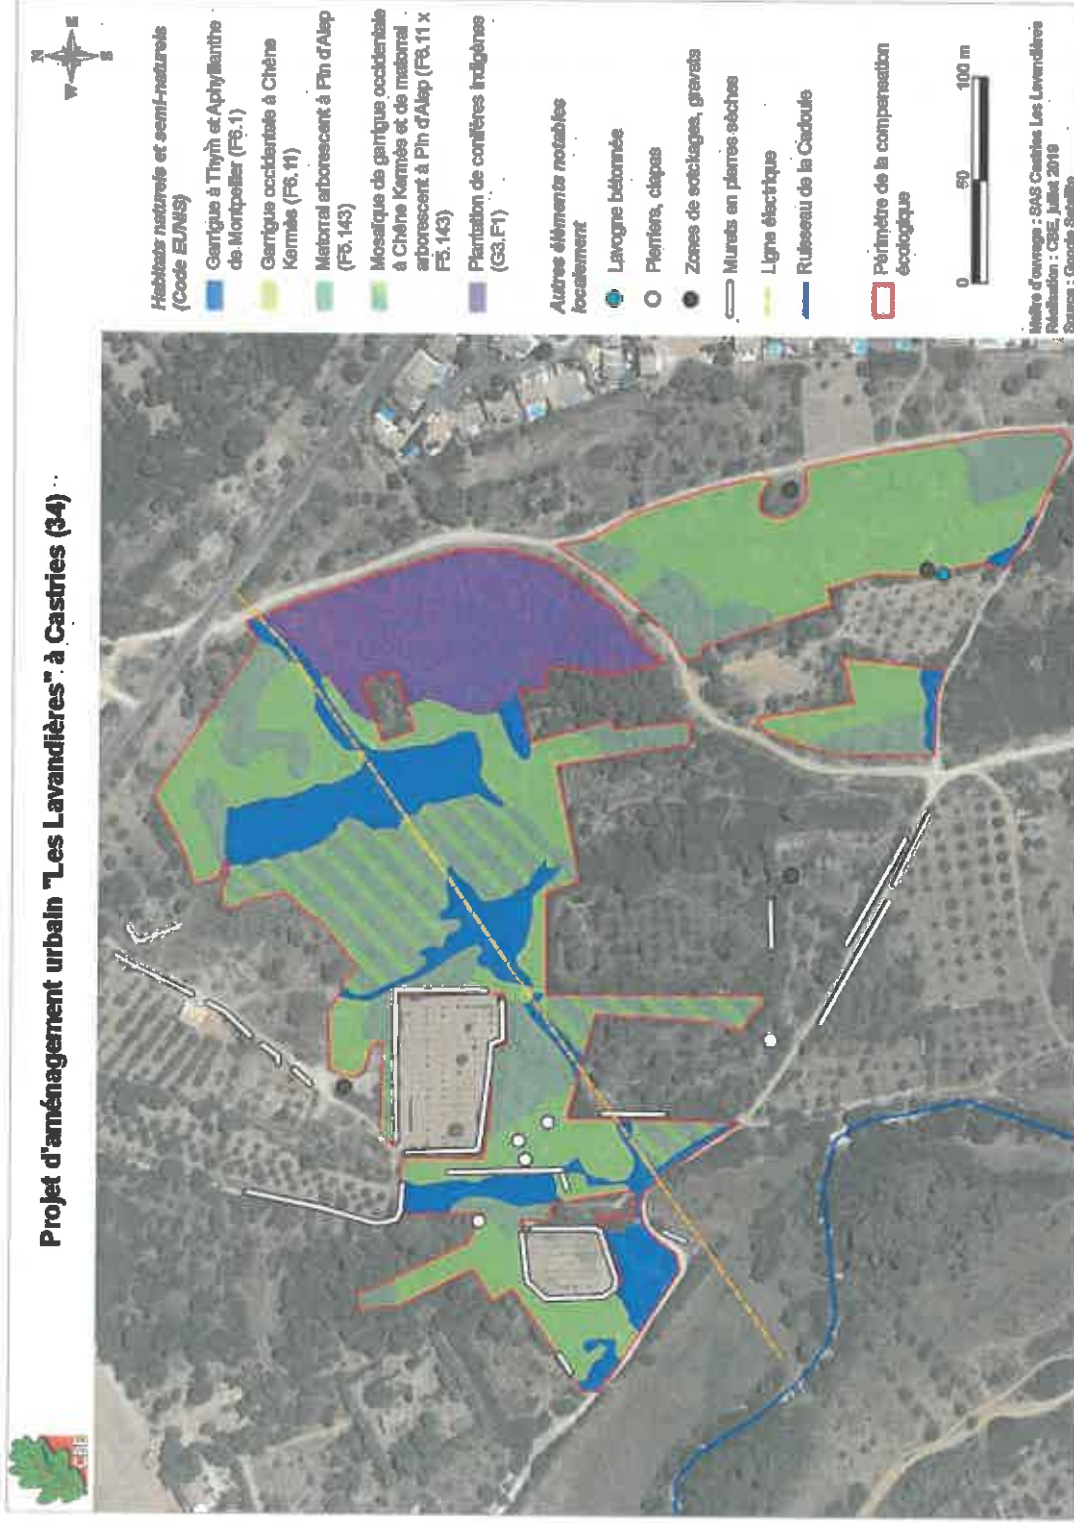 Projet d'aménagement urbain "Les Lavandières" à Castries (34)
CBE
N
W
E
S
Habitats naturels et semi-naturels
(Code EUNIS)
Garrigue à Thym et Aphyllanthe
de Montpellier (F6.1)
Garrigue occidentale à Chêne
Kermès (F6.11)
Matorral arborescent à Pin d'Alep
(F5.143)
Mosaïque de garrigue occidentale
à Chêne Kermès et de matorral
arborescent à Pin d'Alep (F6.11 x
F5.143)
Plantation de conifères indigènes
(G3.F1)
Autres éléments notables
localement
Lavogne bétonnée
Pierriers, clapas
Zones de sotckages, gravats
Murets en pierres sèches
Ligne électrique
Ruisseau de la Cadoule
Périmètre de la compensation
écologique
0 50 100 m
Maître d'ouvrage : SAS Castries Les Lavandières
Réalisation : CBE, juillet 2019
Source : Google Satellite